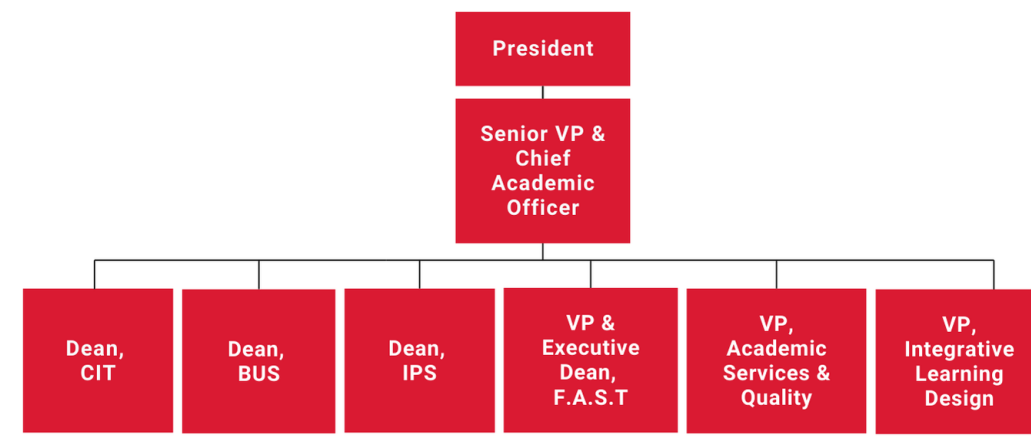 President
Senior VP &
Chief
Academic
Officer
Dean,
CIT
Dean,
BUS
Dean,
IPS
VP &
Executive
Dean,
F.A.S.T
VP,
Academic
Services &
Quality
VP,
Integrative
Learning
Design